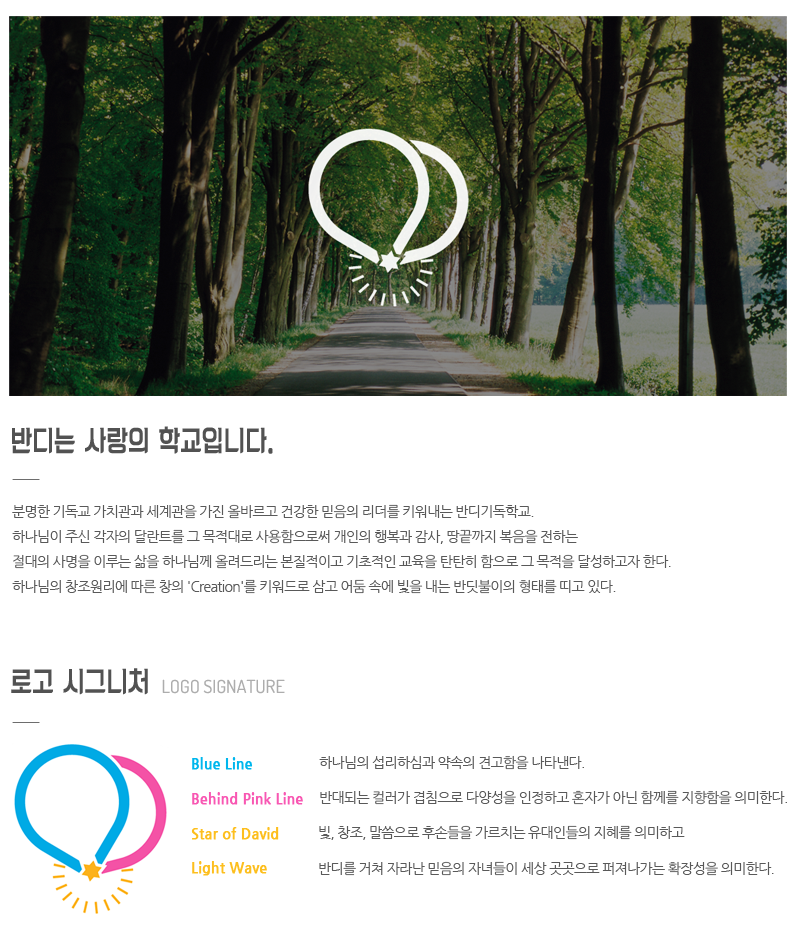 반디는 사랑의 학교입니다.
분명한 기독교 가치관과 세계관을 가진 올바르고 건강한 믿음의 리더를 키워내는 반디기독학교.
하나님이 주신 각자의 달란트를 그 목적대로 사용함으로써 개인의 행복과 감사, 땅끝까지 복음을 전하는
절대의 사명을 이루는 삶을 하나님께 올려드리는 본질적이고 기초적인 교육을 탄탄히 함으로 그 목적을 달성하고자 한다.
하나님의 창조원리에 따른 창의 'Creation'를 키워드로 삼고 어둠 속에 빛을 내는 반딧불이의 형태를 띠고 있다.
로고 시그니처 LOGO SIGNATURE
Blue Line 하나님의 섭리하심과 약속의 견고함을 나타낸다.
Behind Pink Line 반대되는 컬러가 겹침으로 다양성을 인정하고 혼자가 아닌 함께를 지향함을 의미한다.
Star of David 빛, 창조, 말씀으로 후손들을 가르치는 유대인들의 지혜를 의미하고
Light Wave 반디를 거쳐 자라난 믿음의 자녀들이 세상 곳곳으로 퍼져나가는 확장성을 의미한다.